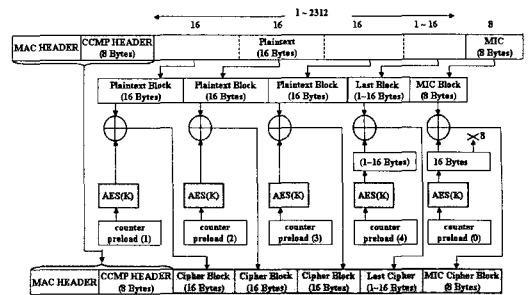 1 ~ 2312
16 16 16 1 ~ 16 8
MAC HEADER
CCMP HEADER
(8 Bytes)
Plaintext
(16 Bytes)
MIC
(8 Bytes)
Plaintext Block
(16 Bytes)
Plaintext Block
(16 Bytes)
Plaintext Block
(16 Bytes)
Last Block
(1~16 Bytes)
MIC Block
(8 Bytes)
8
(1~16 Bytes)
16 Bytes
AES(K)
AES(K)
AES(K)
AES(K)
AES(K)
counter
preload (1)
counter
preload (2)
counter
preload (3)
counter
preload (4)
counter
preload (0)
MAC HEADER
CCMP HEADER
(8 Bytes)
Cipher Block
(16 Bytes)
Cipher Block
(16 Bytes)
Cipher Block
(16 Bytes)
Last Cipher
(1~16 Bytes)
MIC Cipher Block
(8 Bytes)